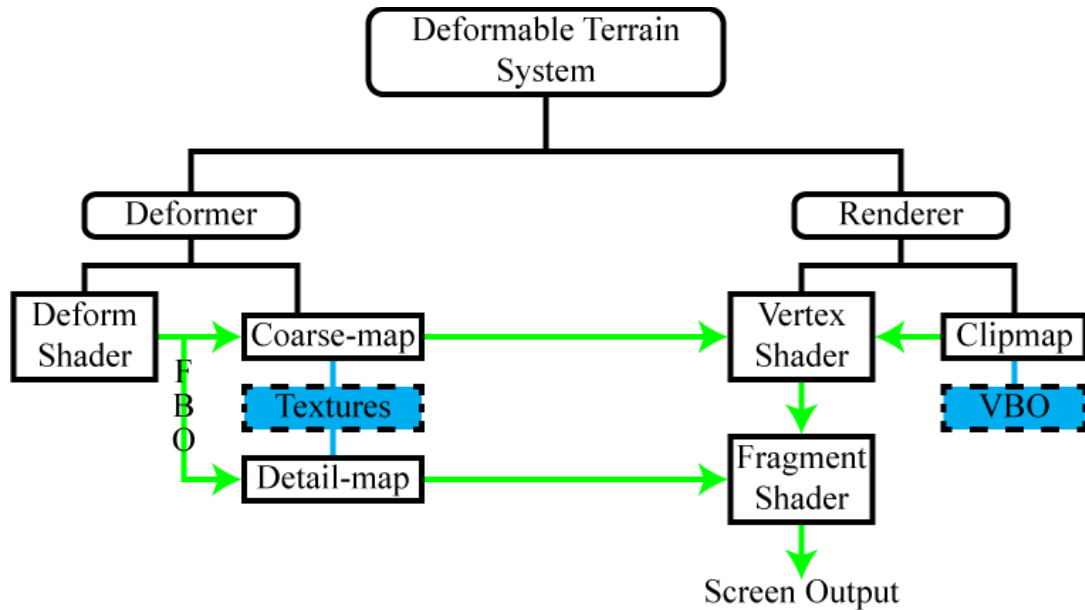 Deformable Terrain
System
Deformer
Renderer
Deform
Shader
Coarse-map
Vertex
Shader
Clipmap
FBO
Textures
VBO
Detail-map
Fragment
Shader
Screen Output